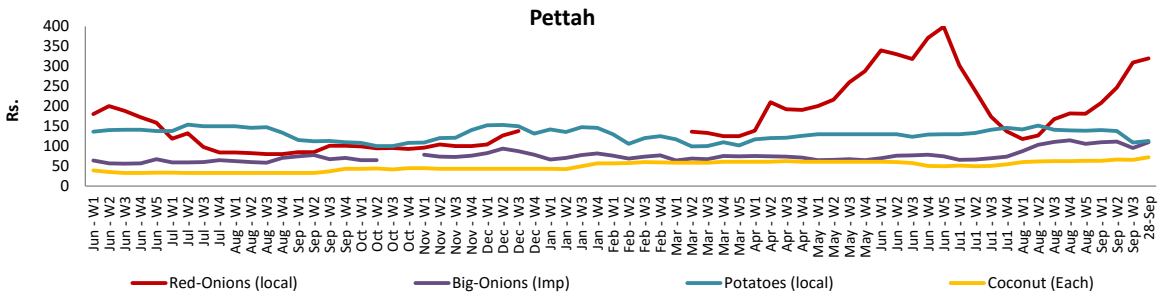 Pettah
Rs.
400
350
300
250
200
150
100
50
0
Jun - W1
Jun - W2
Jun - W3
Jun - W4
Jun - W5
Jul - W1
Jul - W2
Jul - W3
Jul - W4
Aug - W1
Aug - W2
Aug - W3
Aug - W4
Sep - W1
Sep - W2
Sep - W3
Sep - W4
Oct - W1
Oct - W2
Oct - W3
Oct - W4
Nov - W1
Nov - W2
Nov - W3
Nov - W4
Dec - W1
Dec - W2
Dec - W3
Dec - W4
Jan - W1
Jan - W2
Jan - W3
Jan - W4
Feb - W1
Feb - W2
Feb - W3
Feb - W4
Mar - W1
Mar - W2
Mar - W3
Mar - W4
Mar - W5
Apr - W1
Apr - W2
Apr - W3
Apr - W4
May - W1
May - W2
May - W3
May - W4
Jun - W1
Jun - W2
Jun - W3
Jun - W4
Jun - W5
Ju1 - W1
Ju1 - W2
Ju1 - W3
Ju1 - W4
Aug - W1
Aug - W2
Aug - W3
Aug - W4
Aug - W5
Sep - W1
Sep - W2
Sep - W3
28-Sep
Red-Onions (local)
Big-Onions (Imp)
Potatoes (local)
Coconut (Each)